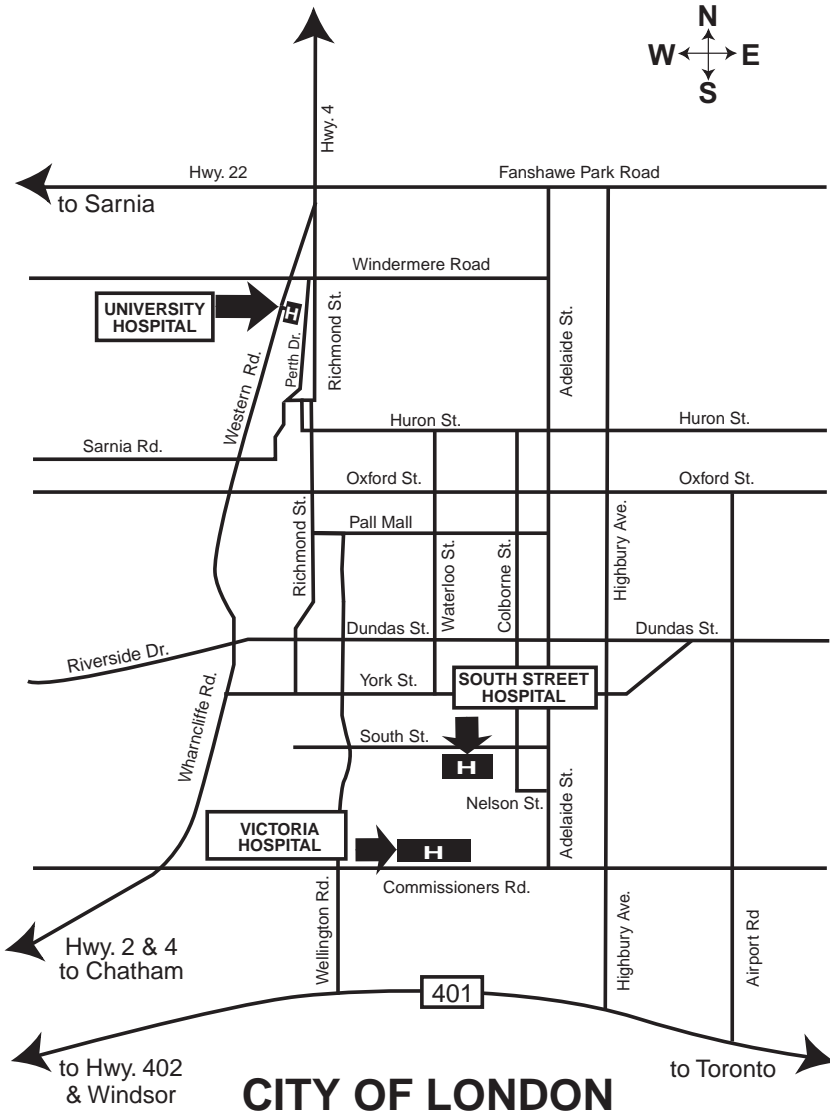 N
W E
S
Hwy. 4
Hwy. 22
Fanshawe Park Road
to Sarnia
Windermere Road
UNIVERSITY
HOSPITAL
H
Perth Dr.
Richmond St.
Adelaide St.
Western Rd.
Huron St.
Huron St.
Sarnia Rd.
Oxford St.
Oxford St.
Richmond St.
Pall Mall
Waterloo St.
Colborne St.
Highbury Ave.
Dundas St.
Dundas St.
Riverside Dr.
Wharncliffe Rd.
York St.
SOUTH STREET
HOSPITAL
South St.
H
Nelson St.
Adelaide St.
VICTORIA
HOSPITAL
H
Commissioners Rd.
Wellington Rd.
Highbury Ave.
Airport Rd
Hwy. 2 & 4
to Chatham
401
to Hwy. 402
& Windsor
to Toronto
CITY OF LONDON